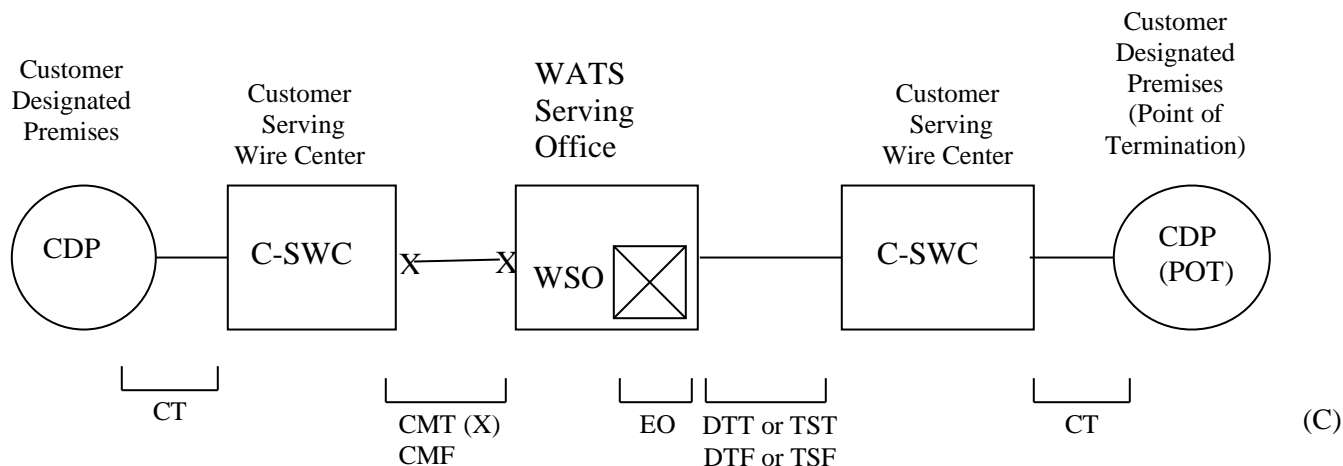 Customer
Designated
Premises
Customer
Serving
Wire Center
WATS
Serving
Office
Customer
Serving
Wire Center
Customer
Designated
Premises
(Point of
Termination)
CDP
C-SWC
X
X
WSO
C-SWC
CDP
(POT)
CT
CMT (X)
CMF
EO
DTT or TST
DTF or TSF
CT
(C)